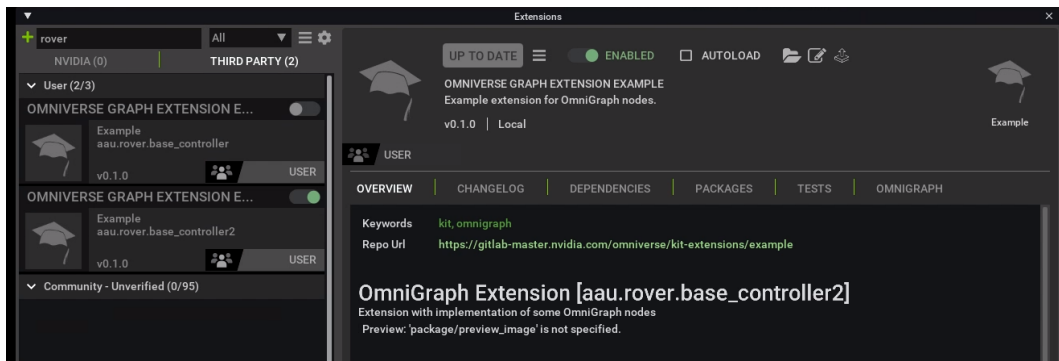 Extensions
rover
All
NVIDIA (0)
THIRD PARTY (2)
User (2/3)
OMNIVERSE GRAPH EXTENSION E...
Example
aau.rover.base_controller
v0.1.0
USER
OMNIVERSE GRAPH EXTENSION E...
Example
aau.rover.base_controller2
v0.1.0
USER
Community - Unverified (0/95)
UP TO DATE
ENABLED
AUTOLOAD
OMNIVERSE GRAPH EXTENSION EXAMPLE
Example extension for OmniGraph nodes.
v0.1.0 | Local
Example
USER
OVERVIEW
CHANGELOG
DEPENDENCIES
PACKAGES
TESTS
OMNIGRAPH
Keywords kit, omnigraph
Repo Url https://gitlab-master.nvidia.com/omniverse/kit-extensions/example
OmniGraph Extension [aau.rover.base_controller2]
Extension with implementation of some OmniGraph nodes
Preview: 'package/preview_image' is not specified.